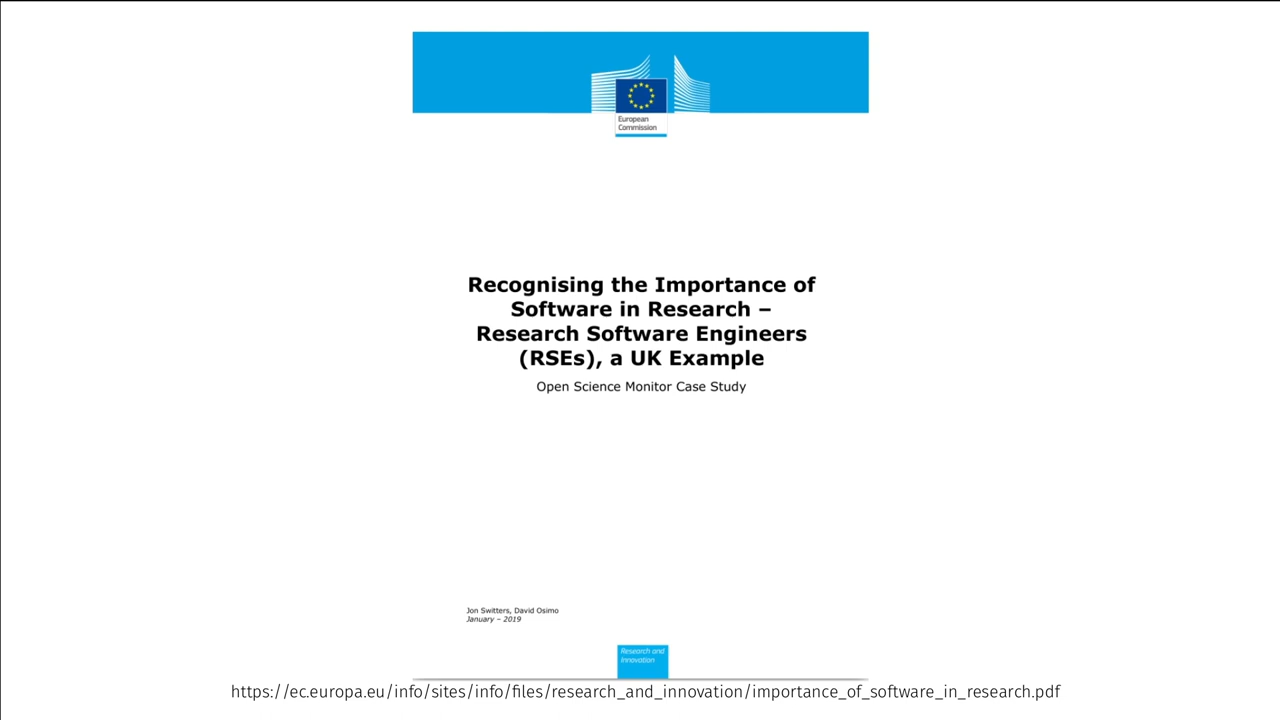 European
Commission
Recognising the Importance of
Software in Research –
Research Software Engineers
(RSEs), a UK Example
Open Science Monitor Case Study
Jon Switters, David Osimo
January – 2019
Research and
Innovation
https://ec.europa.eu/info/sites/info/files/research_and_innovation/importance_of_software_in_research.pdf